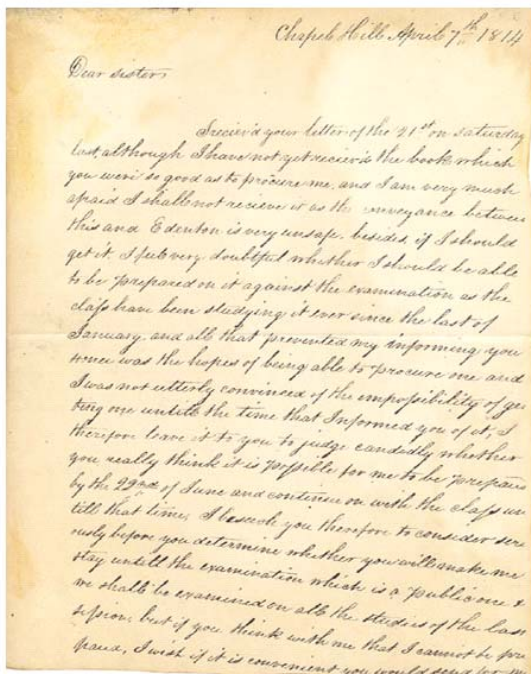 Chapel Hill April 7th 1814
Dear sister
I reciev'd your letter of the 21st on saturday
last, although I have not yet reciev'd the book which
you were so good as to procure me, and I am very much
afraid I shall not recieve it as the conveyance between
this and Edenton is very unsafe. besides, if I should
get it, I feel very doubtful whether I should be able
to be prepared on it against the examination as the
class have been studying it ever since the last of
January, and all that prevented my informing you
was the hopes of being able to procure one and
I was not utterly convinced of the impossibility of get
ting one untill the time that Informed you of it, I
therefore leave it to you to judge candedly whether
you really think it is possible for me to be prepared
by the 22nd of June and continue on with the class un
till that time, I beseech you therefore to consider seri
ously before you determine whether you will make me
stay untill the examination which is a public one &
we shall be examined on all the studies of the last
session, but if you think with me that I cannot be pre
pared, I wish if it is convenient you would send for